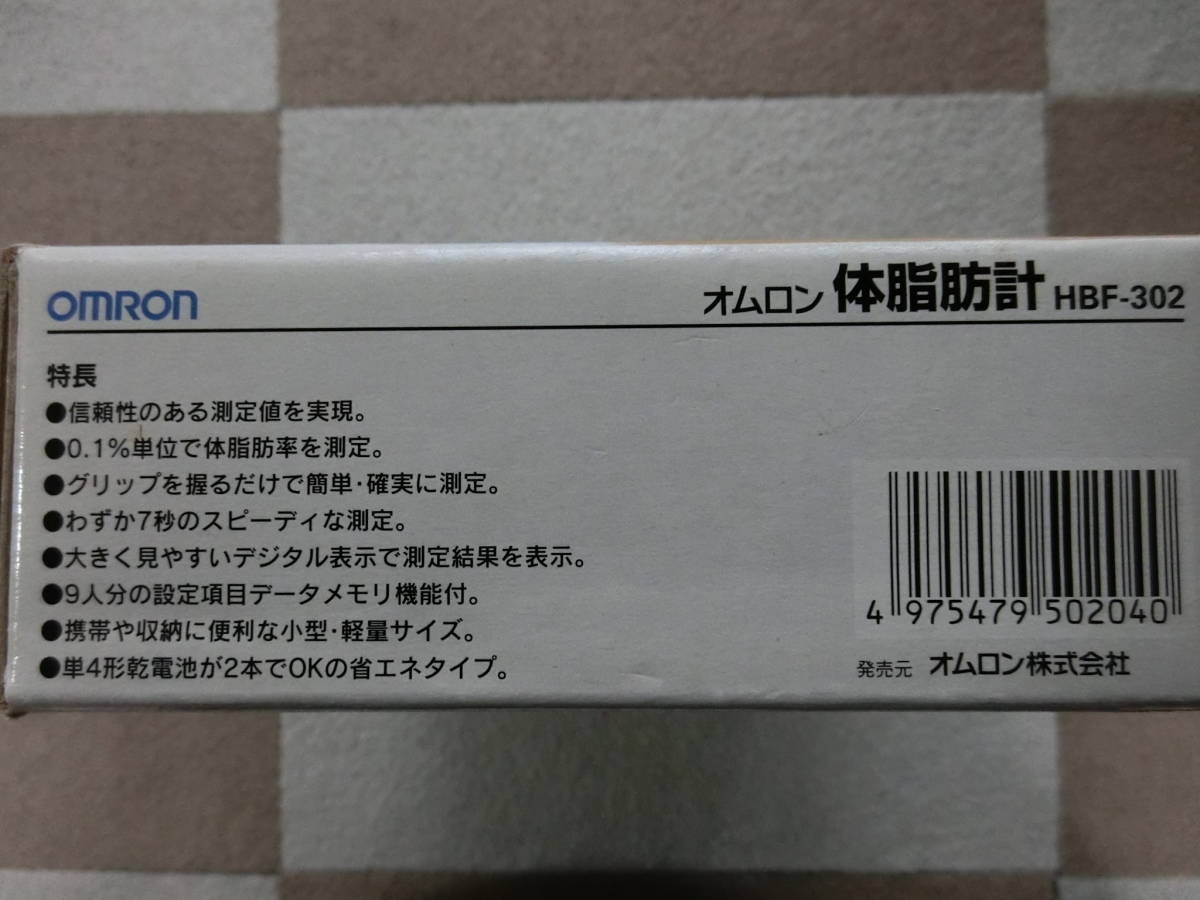 OMRON
オムロン 体脂肪計 HBF-302
特長
●信頼性のある測定値を実現。
●0.1%単位で体脂肪率を測定。
●グリップを握るだけで簡単・確実に測定。
●わずか7秒のスピーディな測定。
●大きく見やすいデジタル表示で測定結果を表示。
●9人分の設定項目データメモリ機能付。
●携帯や収納に便利な小型・軽量サイズ。
●単4形乾電池が2本でOKの省エネタイプ。
4 975479 502040
発売元 オムロン株式会社